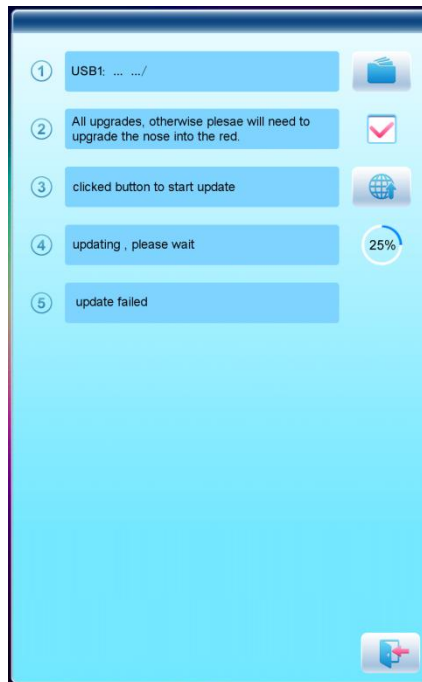 1
USB1: ... .../
2
All upgrades, otherwise plesae will need to
upgrade the nose into the red.
3
clicked button to start update
4
updating , please wait
25%
5
update failed